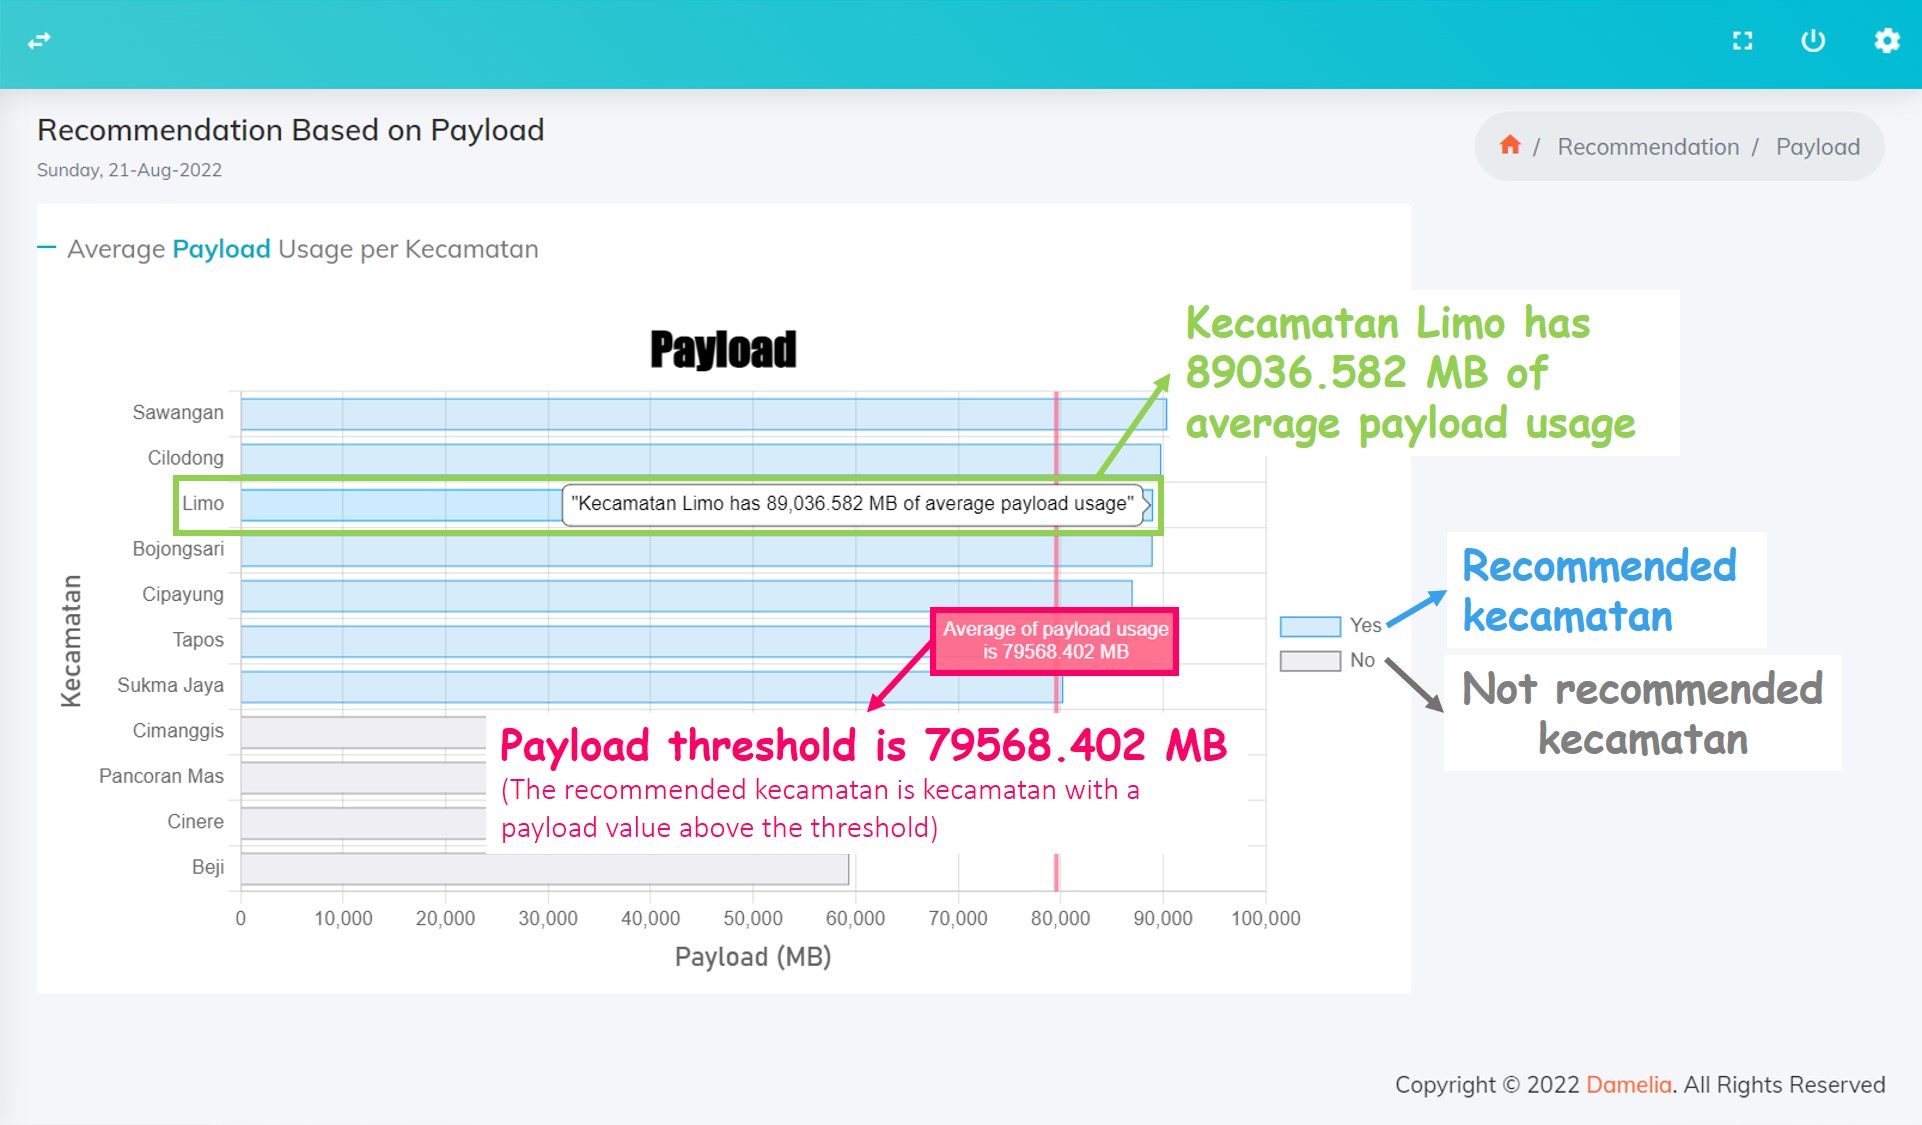 Recommendation Based on Payload
Sunday, 21-Aug-2022
/ Recommendation / Payload
Average Payload Usage per Kecamatan
Payload
Kecamatan Limo has
89036.582 MB of
average payload usage
Kecamatan
Sawangan
Cilodong
Limo
"Kecamatan Limo has 89,036.582 MB of average payload usage"
Bojongsari
Cipayung
Tapos
Sukma Jaya
Cimanggis
Pancoran Mas
Cinere
Beji
Average of payload usage
is 79568.402 MB
Payload threshold is 79568.402 MB
(The recommended kecamatan is kecamatan with a
payload value above the threshold)
Yes
No
Recommended
kecamatan
Not recommended
kecamatan
0 10,000 20,000 30,000 40,000 50,000 60,000 70,000 80,000 90,000 100,000
Payload (MB)
Copyright © 2022 Damelia. All Rights Reserved